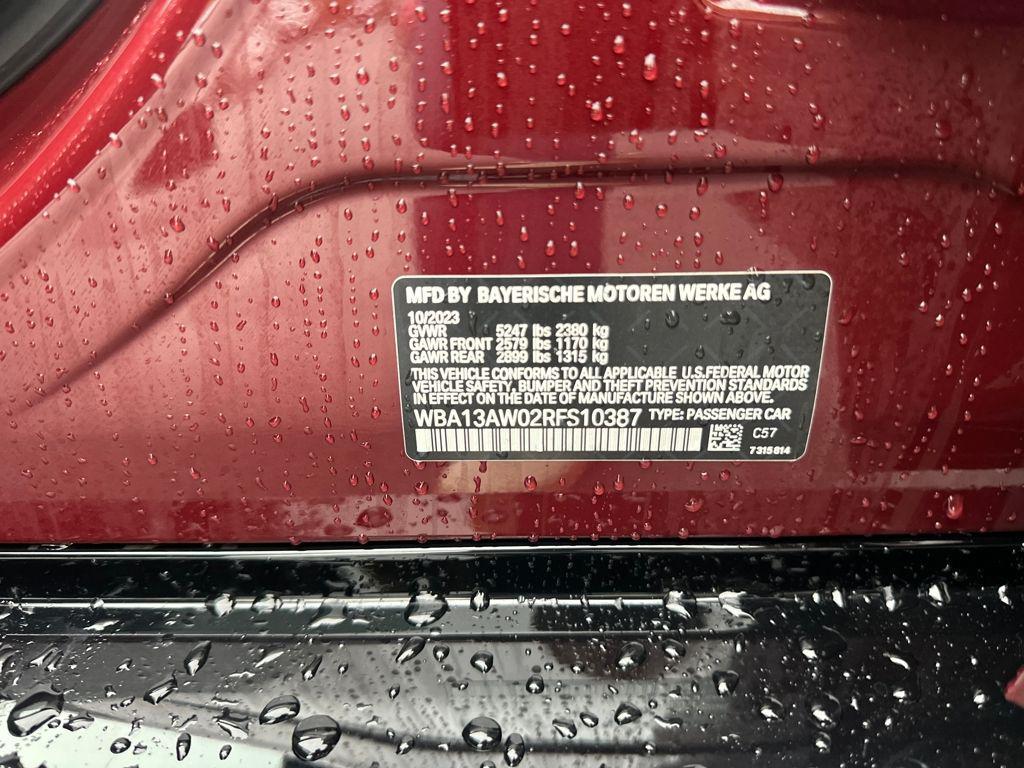 MFD BY BAYERISCHE MOTOREN WERKE AG
10/2023
GVWR 5247 lbs 2380 kg
GAWR FRONT 2579 lbs 1170 kg
GAWR REAR 2899 lbs 1315 kg
THIS VEHICLE CONFORMS TO ALL APPLICABLE U.S.FEDERAL MOTOR
VEHICLE SAFETY, BUMPER AND THEFT PREVENTION STANDARDS
IN EFFECT ON THE DATE OF MANUFACTURE SHOWN ABOVE.
WBA13AW02RFS10387 TYPE: PASSENGER CAR
C57
7315814